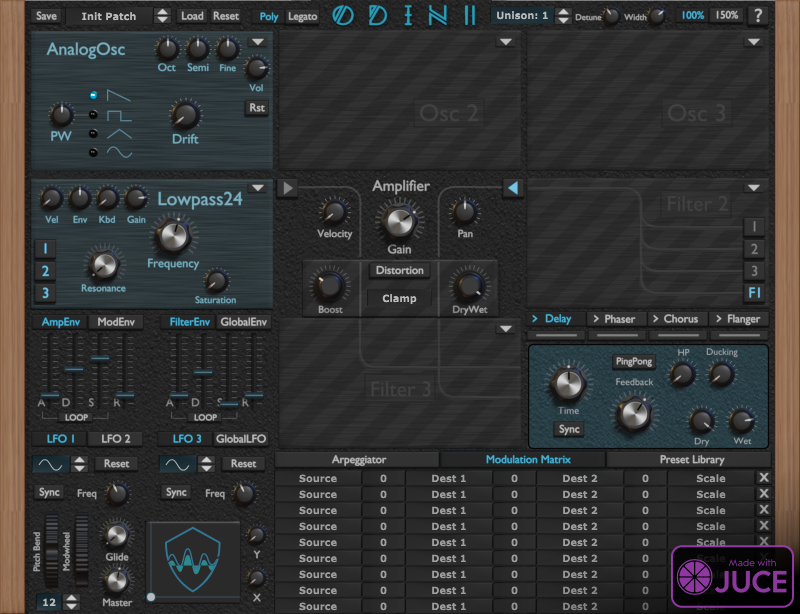 Save Init Patch Load Reset Poly Legato ODIN II Unison: 1 Detune Width 100% 150% ?
AnalogOsc
Oct Semi Fine
Vol
Rst
PW
Drift
Osc 2
Osc 3
Lowpass24
Vel Env Kbd Gain
1
2
3
Frequency
Resonance
Saturation
Amplifier
Velocity
Gain
Pan
Distortion
Clamp
Boost
DryWet
Filter 2
1
2
3
FI
Filter 3
AmpEnv ModEnv FilterEnv GlobalEnv
A D S R
LOOP
A D S R
LOOP
> Delay > Phaser > Chorus > Flanger
PingPong
HP
Ducking
Feedback
Time
Sync
Dry
Wet
LFO 1 LFO 2 LFO 3 GlobalLFO
Reset
Reset
Sync Freq
Sync Freq
Pitch Bend
Modwheel
Glide
Master
12
Y
X
Arpeggiator Modulation Matrix Preset Library
Source 0 Dest 1 0 Dest 2 0 Scale X
Source 0 Dest 1 0 Dest 2 0 Scale X
Source 0 Dest 1 0 Dest 2 0 Scale X
Source 0 Dest 1 0 Dest 2 0 Scale X
Source 0 Dest 1 0 Dest 2 0 Scale X
Source 0 Dest 1 0 Dest 2 0 Scale X
Source 0 Dest 1 0 Dest 2 0
Source 0 Dest 1 0 Dest 2 0
Source 0 Dest 1 0 Dest 2 0
Made with
JUCE